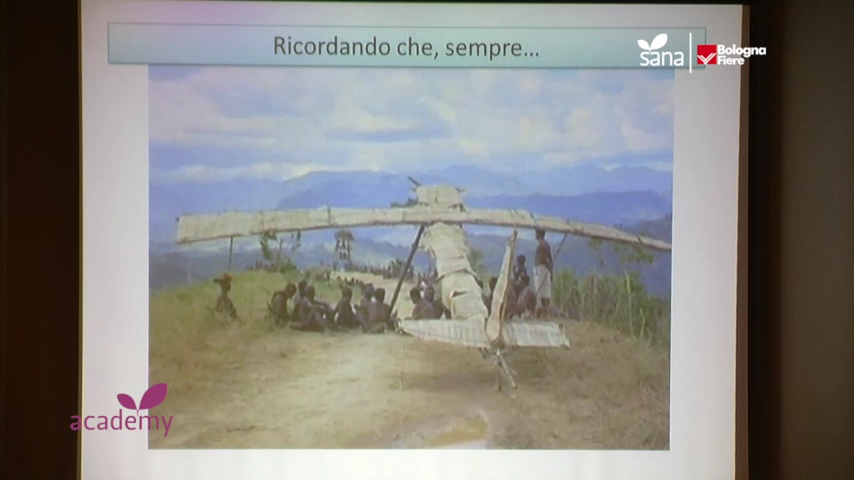 Ricordando che, sempre...
sana
Bologna
Fiere
academy